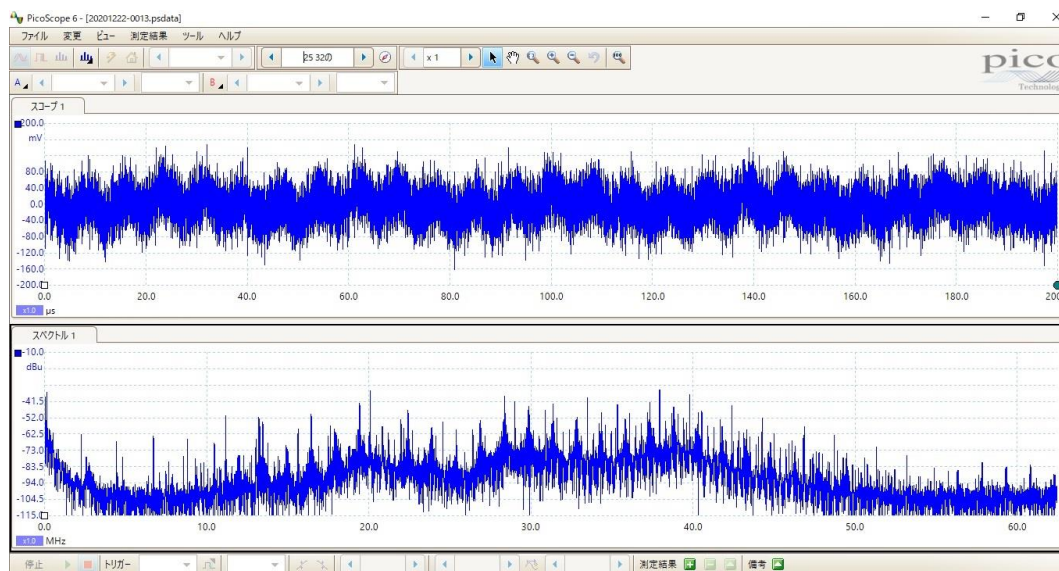 PicoScope 6 - [20201222-0013.psdata]
ファイル 変更 ビュー 測定結果 ツール ヘルプ
25 320 x 1
pico
Technology
A B
スコープ 1
200.0
mV
80.0
40.0
0.0
-40.0
-80.0
-120.0
-160.0
-200.0
0.0 20.0 40.0 60.0 80.0 100.0 120.0 140.0 160.0 180.0 200
x1.0 µs
スペクトル 1
-10.0
dBu
-41.5
-52.0
-62.5
-73.0
-83.5
-94.0
-104.5
-115.0
0.0 10.0 20.0 30.0 40.0 50.0 60.0
x1.0 MHz
停止 トリガー 測定結果 備考